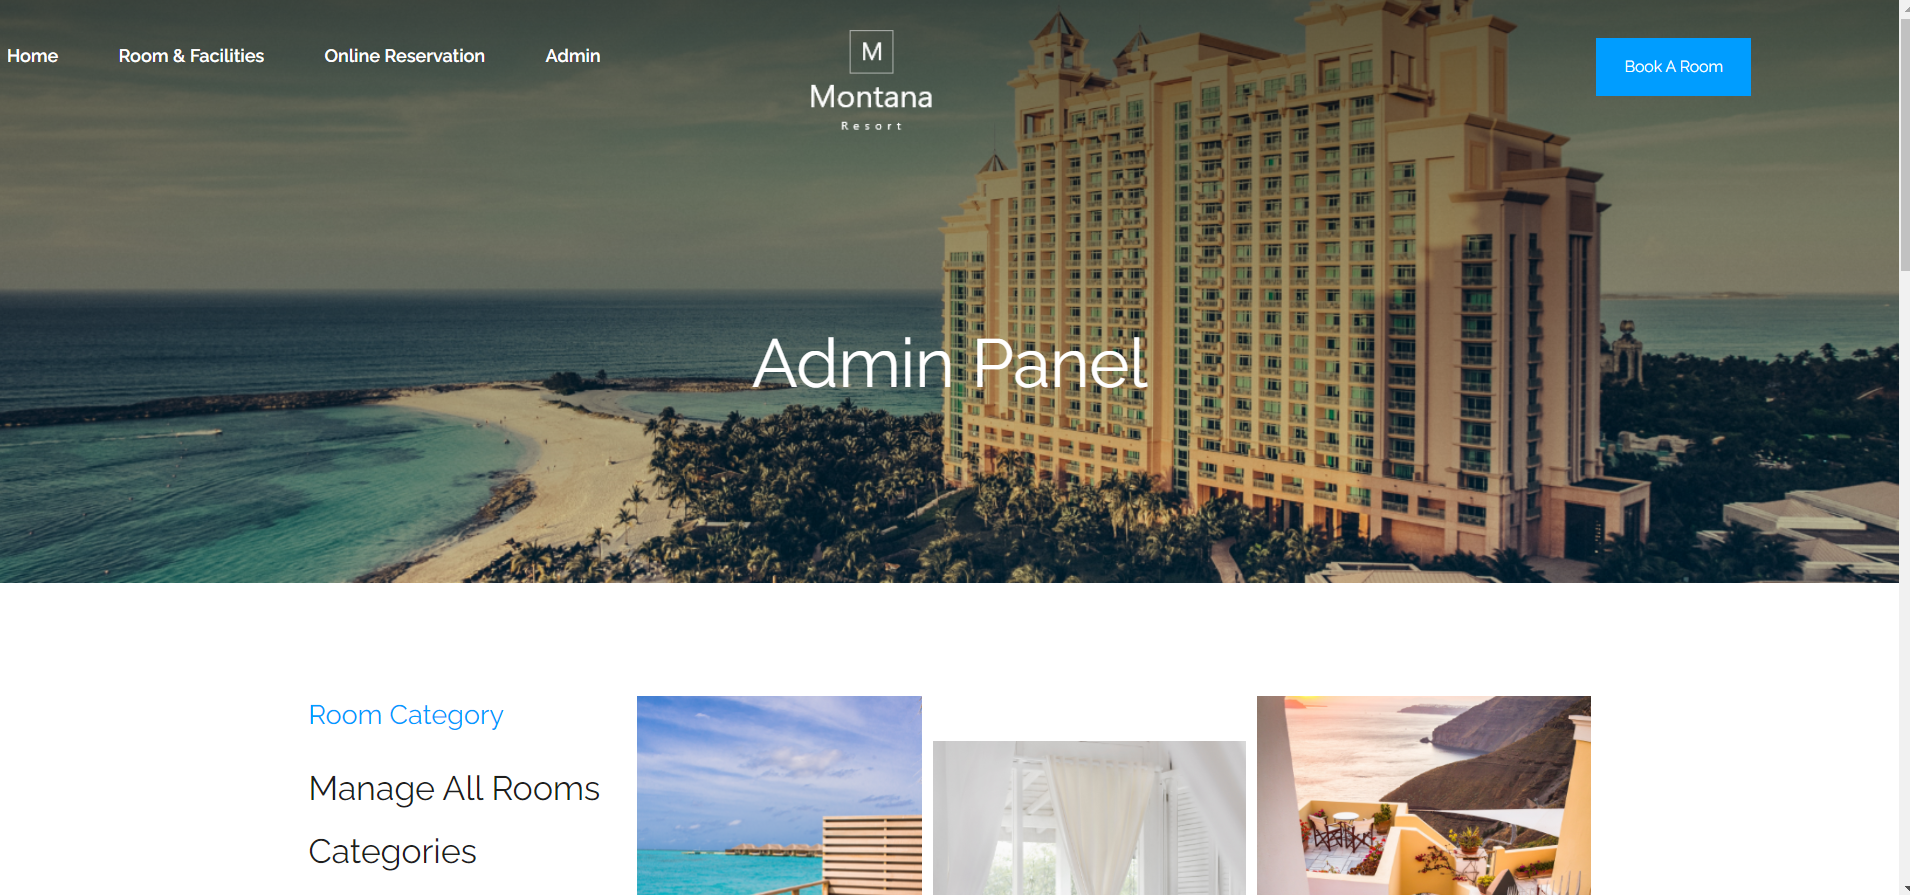 Home
Room & Facilities
Online Reservation
Admin
M
Montana
Resort
Book A Room
Admin Panel
Room Category
Manage All Rooms
Categories